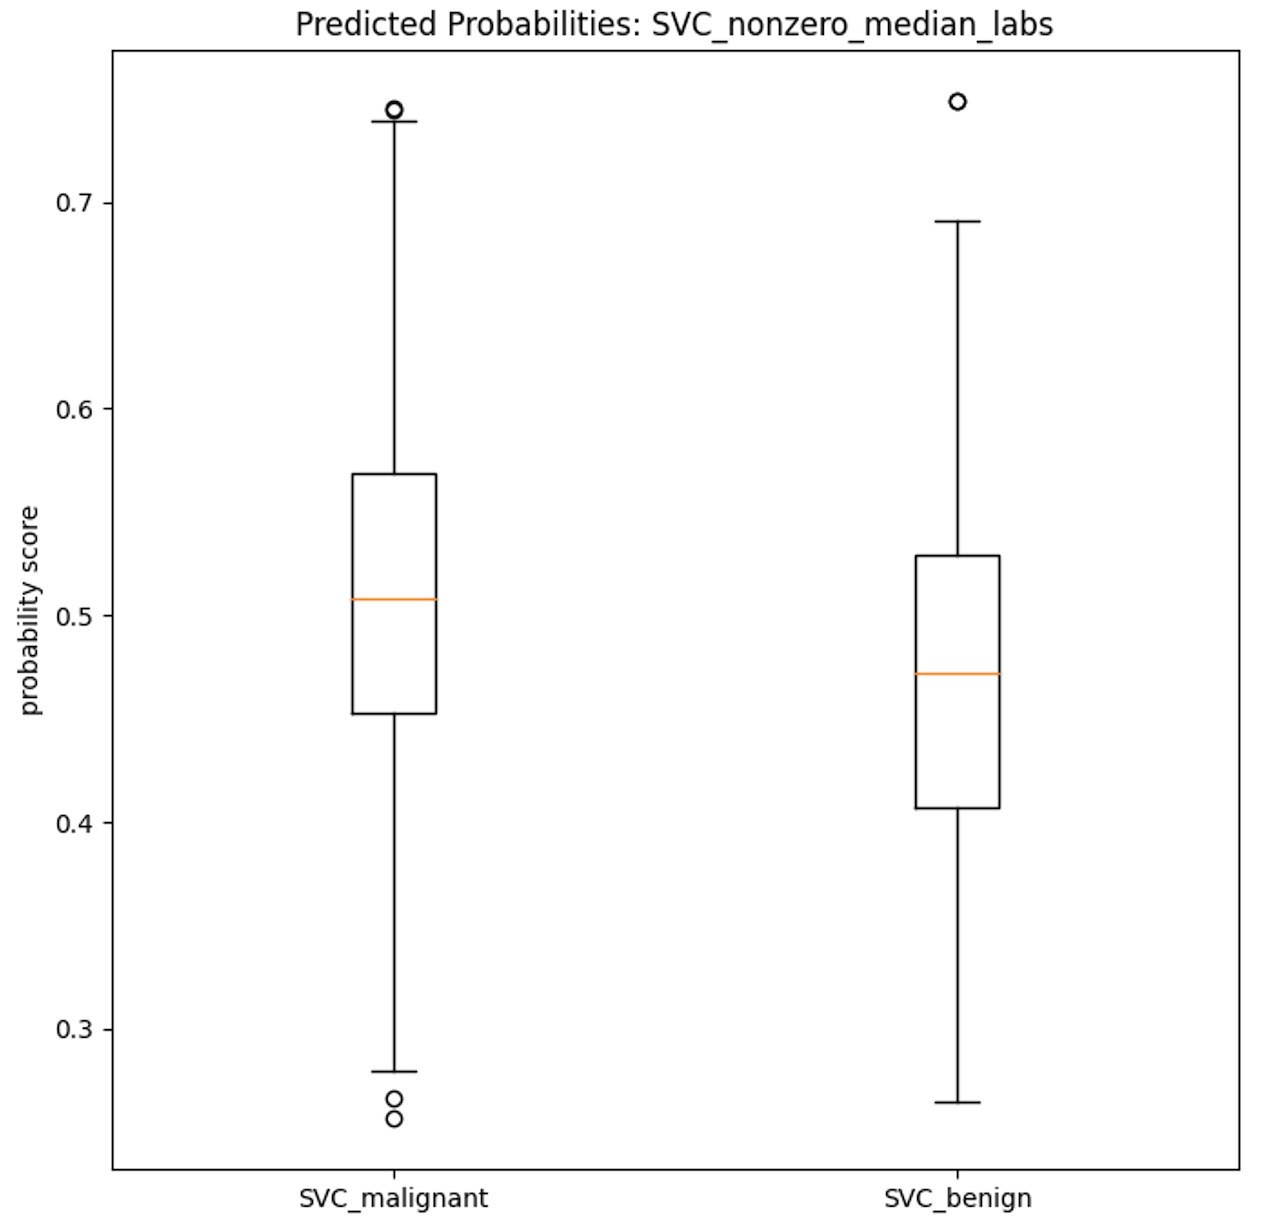 Predicted Probabilities: SVC_nonzero_median_labs
0.7
0.6
0.5
0.4
0.3
probability score
SVC_malignant
SVC_benign